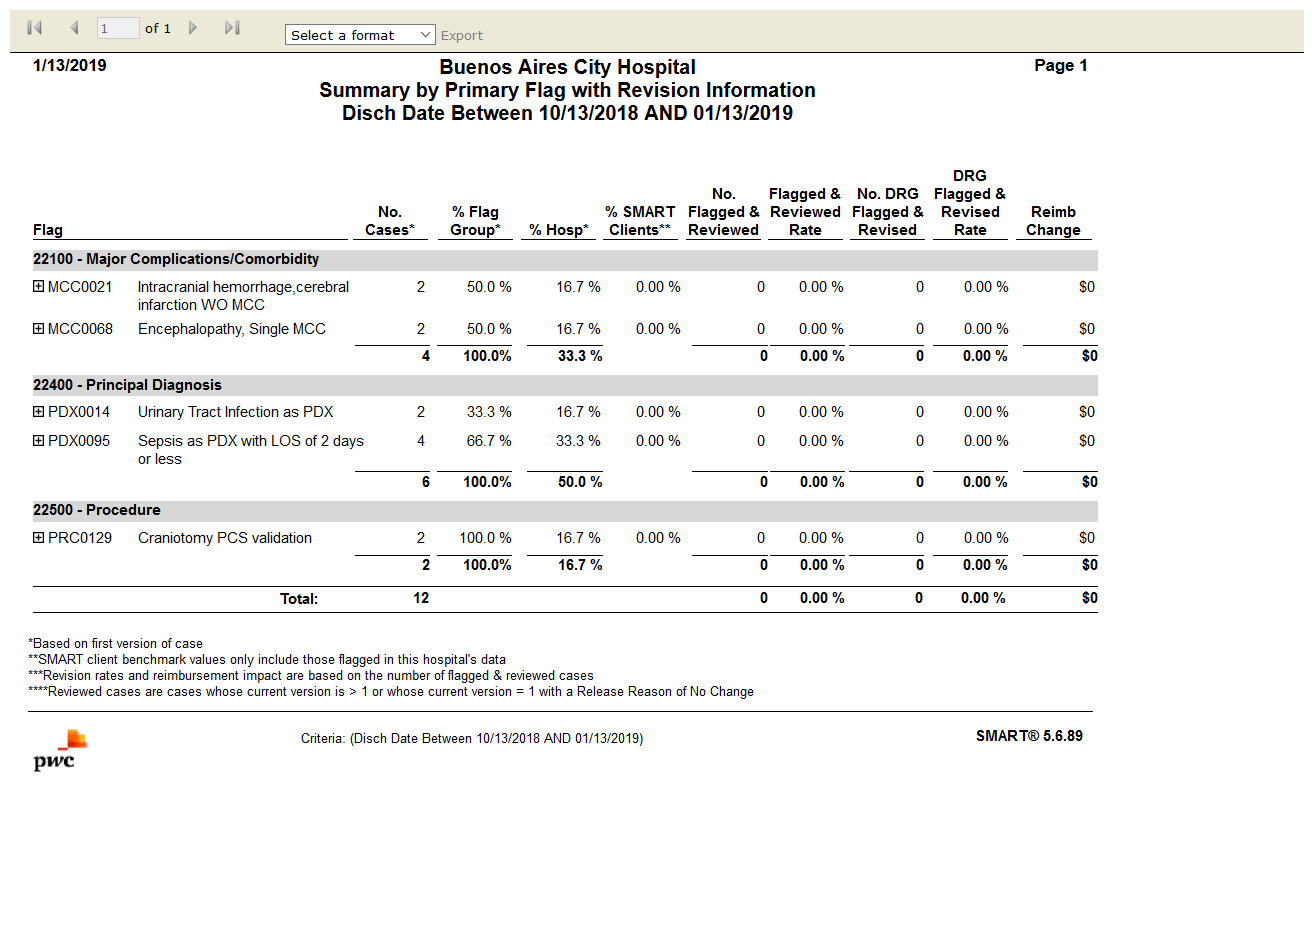 1 of 1 Select a format Export
1/13/2019 Buenos Aires City Hospital Page 1
Summary by Primary Flag with Revision Information
Disch Date Between 10/13/2018 AND 01/13/2019
Flag No. Cases* % Flag Group* % Hosp* % SMART Clients** No. Flagged & Reviewed Flagged & Reviewed Rate No. DRG Flagged & Revised DRG Flagged & Revised Rate Reimb Change
22100 - Major Complications/Comorbidity
MCC0021 Intracranial hemorrhage,cerebral 2 50.0 % 16.7 % 0.00 % 0 0.00 % 0 0.00 % $0
infarction WO MCC
MCC0068 Encephalopathy, Single MCC 2 50.0 % 16.7 % 0.00 % 0 0.00 % 0 0.00 % $0
4 100.0% 33.3 % 0 0.00 % 0 0.00 % $0
22400 - Principal Diagnosis
PDX0014 Urinary Tract Infection as PDX 2 33.3 % 16.7 % 0.00 % 0 0.00 % 0 0.00 % $0
PDX0095 Sepsis as PDX with LOS of 2 days 4 66.7 % 33.3 % 0.00 % 0 0.00 % 0 0.00 % $0
or less
6 100.0% 50.0 % 0 0.00 % 0 0.00 % $0
22500 - Procedure
PRC0129 Craniotomy PCS validation 2 100.0 % 16.7 % 0.00 % 0 0.00 % 0 0.00 % $0
2 100.0% 16.7 % 0 0.00 % 0 0.00 % $0
Total: 12 0 0.00 % 0 0.00 % $0
*Based on first version of case
**SMART client benchmark values only include those flagged in this hospital's data
***Revision rates and reimbursement impact are based on the number of flagged & reviewed cases
****Reviewed cases are cases whose current version is > 1 or whose current version = 1 with a Release Reason of No Change
pwc Criteria: (Disch Date Between 10/13/2018 AND 01/13/2019) SMART® 5.6.89